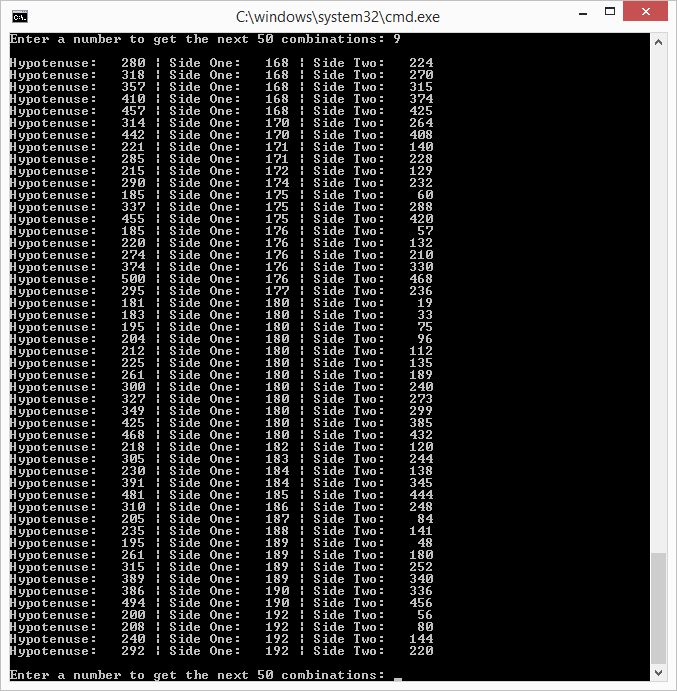 C:\windows\system32\cmd.exe
Enter a number to get the next 50 combinations: 9
Hypotenuse:   280 ¦ Side One:   168 ¦ Side Two:   224
Hypotenuse:   318 ¦ Side One:   168 ¦ Side Two:   270
Hypotenuse:   357 ¦ Side One:   168 ¦ Side Two:   315
Hypotenuse:   410 ¦ Side One:   168 ¦ Side Two:   374
Hypotenuse:   457 ¦ Side One:   168 ¦ Side Two:   425
Hypotenuse:   314 ¦ Side One:   170 ¦ Side Two:   264
Hypotenuse:   442 ¦ Side One:   170 ¦ Side Two:   408
Hypotenuse:   221 ¦ Side One:   171 ¦ Side Two:   140
Hypotenuse:   285 ¦ Side One:   171 ¦ Side Two:   228
Hypotenuse:   215 ¦ Side One:   172 ¦ Side Two:   129
Hypotenuse:   290 ¦ Side One:   174 ¦ Side Two:   232
Hypotenuse:   185 ¦ Side One:   175 ¦ Side Two:    60
Hypotenuse:   337 ¦ Side One:   175 ¦ Side Two:   288
Hypotenuse:   455 ¦ Side One:   175 ¦ Side Two:   420
Hypotenuse:   185 ¦ Side One:   176 ¦ Side Two:    57
Hypotenuse:   220 ¦ Side One:   176 ¦ Side Two:   132
Hypotenuse:   274 ¦ Side One:   176 ¦ Side Two:   210
Hypotenuse:   374 ¦ Side One:   176 ¦ Side Two:   330
Hypotenuse:   500 ¦ Side One:   176 ¦ Side Two:   468
Hypotenuse:   295 ¦ Side One:   177 ¦ Side Two:   236
Hypotenuse:   181 ¦ Side One:   180 ¦ Side Two:    19
Hypotenuse:   183 ¦ Side One:   180 ¦ Side Two:    33
Hypotenuse:   195 ¦ Side One:   180 ¦ Side Two:    75
Hypotenuse:   204 ¦ Side One:   180 ¦ Side Two:    96
Hypotenuse:   212 ¦ Side One:   180 ¦ Side Two:   112
Hypotenuse:   225 ¦ Side One:   180 ¦ Side Two:   135
Hypotenuse:   261 ¦ Side One:   180 ¦ Side Two:   189
Hypotenuse:   300 ¦ Side One:   180 ¦ Side Two:   240
Hypotenuse:   327 ¦ Side One:   180 ¦ Side Two:   273
Hypotenuse:   349 ¦ Side One:   180 ¦ Side Two:   299
Hypotenuse:   425 ¦ Side One:   180 ¦ Side Two:   385
Hypotenuse:   468 ¦ Side One:   180 ¦ Side Two:   432
Hypotenuse:   218 ¦ Side One:   182 ¦ Side Two:   120
Hypotenuse:   305 ¦ Side One:   183 ¦ Side Two:   244
Hypotenuse:   230 ¦ Side One:   184 ¦ Side Two:   138
Hypotenuse:   391 ¦ Side One:   184 ¦ Side Two:   345
Hypotenuse:   481 ¦ Side One:   185 ¦ Side Two:   444
Hypotenuse:   310 ¦ Side One:   186 ¦ Side Two:   248
Hypotenuse:   205 ¦ Side One:   187 ¦ Side Two:    84
Hypotenuse:   235 ¦ Side One:   188 ¦ Side Two:   141
Hypotenuse:   195 ¦ Side One:   189 ¦ Side Two:    48
Hypotenuse:   261 ¦ Side One:   189 ¦ Side Two:   180
Hypotenuse:   315 ¦ Side One:   189 ¦ Side Two:   252
Hypotenuse:   389 ¦ Side One:   189 ¦ Side Two:   340
Hypotenuse:   386 ¦ Side One:   190 ¦ Side Two:   336
Hypotenuse:   494 ¦ Side One:   190 ¦ Side Two:   456
Hypotenuse:   200 ¦ Side One:   192 ¦ Side Two:    56
Hypotenuse:   208 ¦ Side One:   192 ¦ Side Two:    80
Hypotenuse:   240 ¦ Side One:   192 ¦ Side Two:   144
Hypotenuse:   292 ¦ Side One:   192 ¦ Side Two:   220
Enter a number to get the next 50 combinations: _